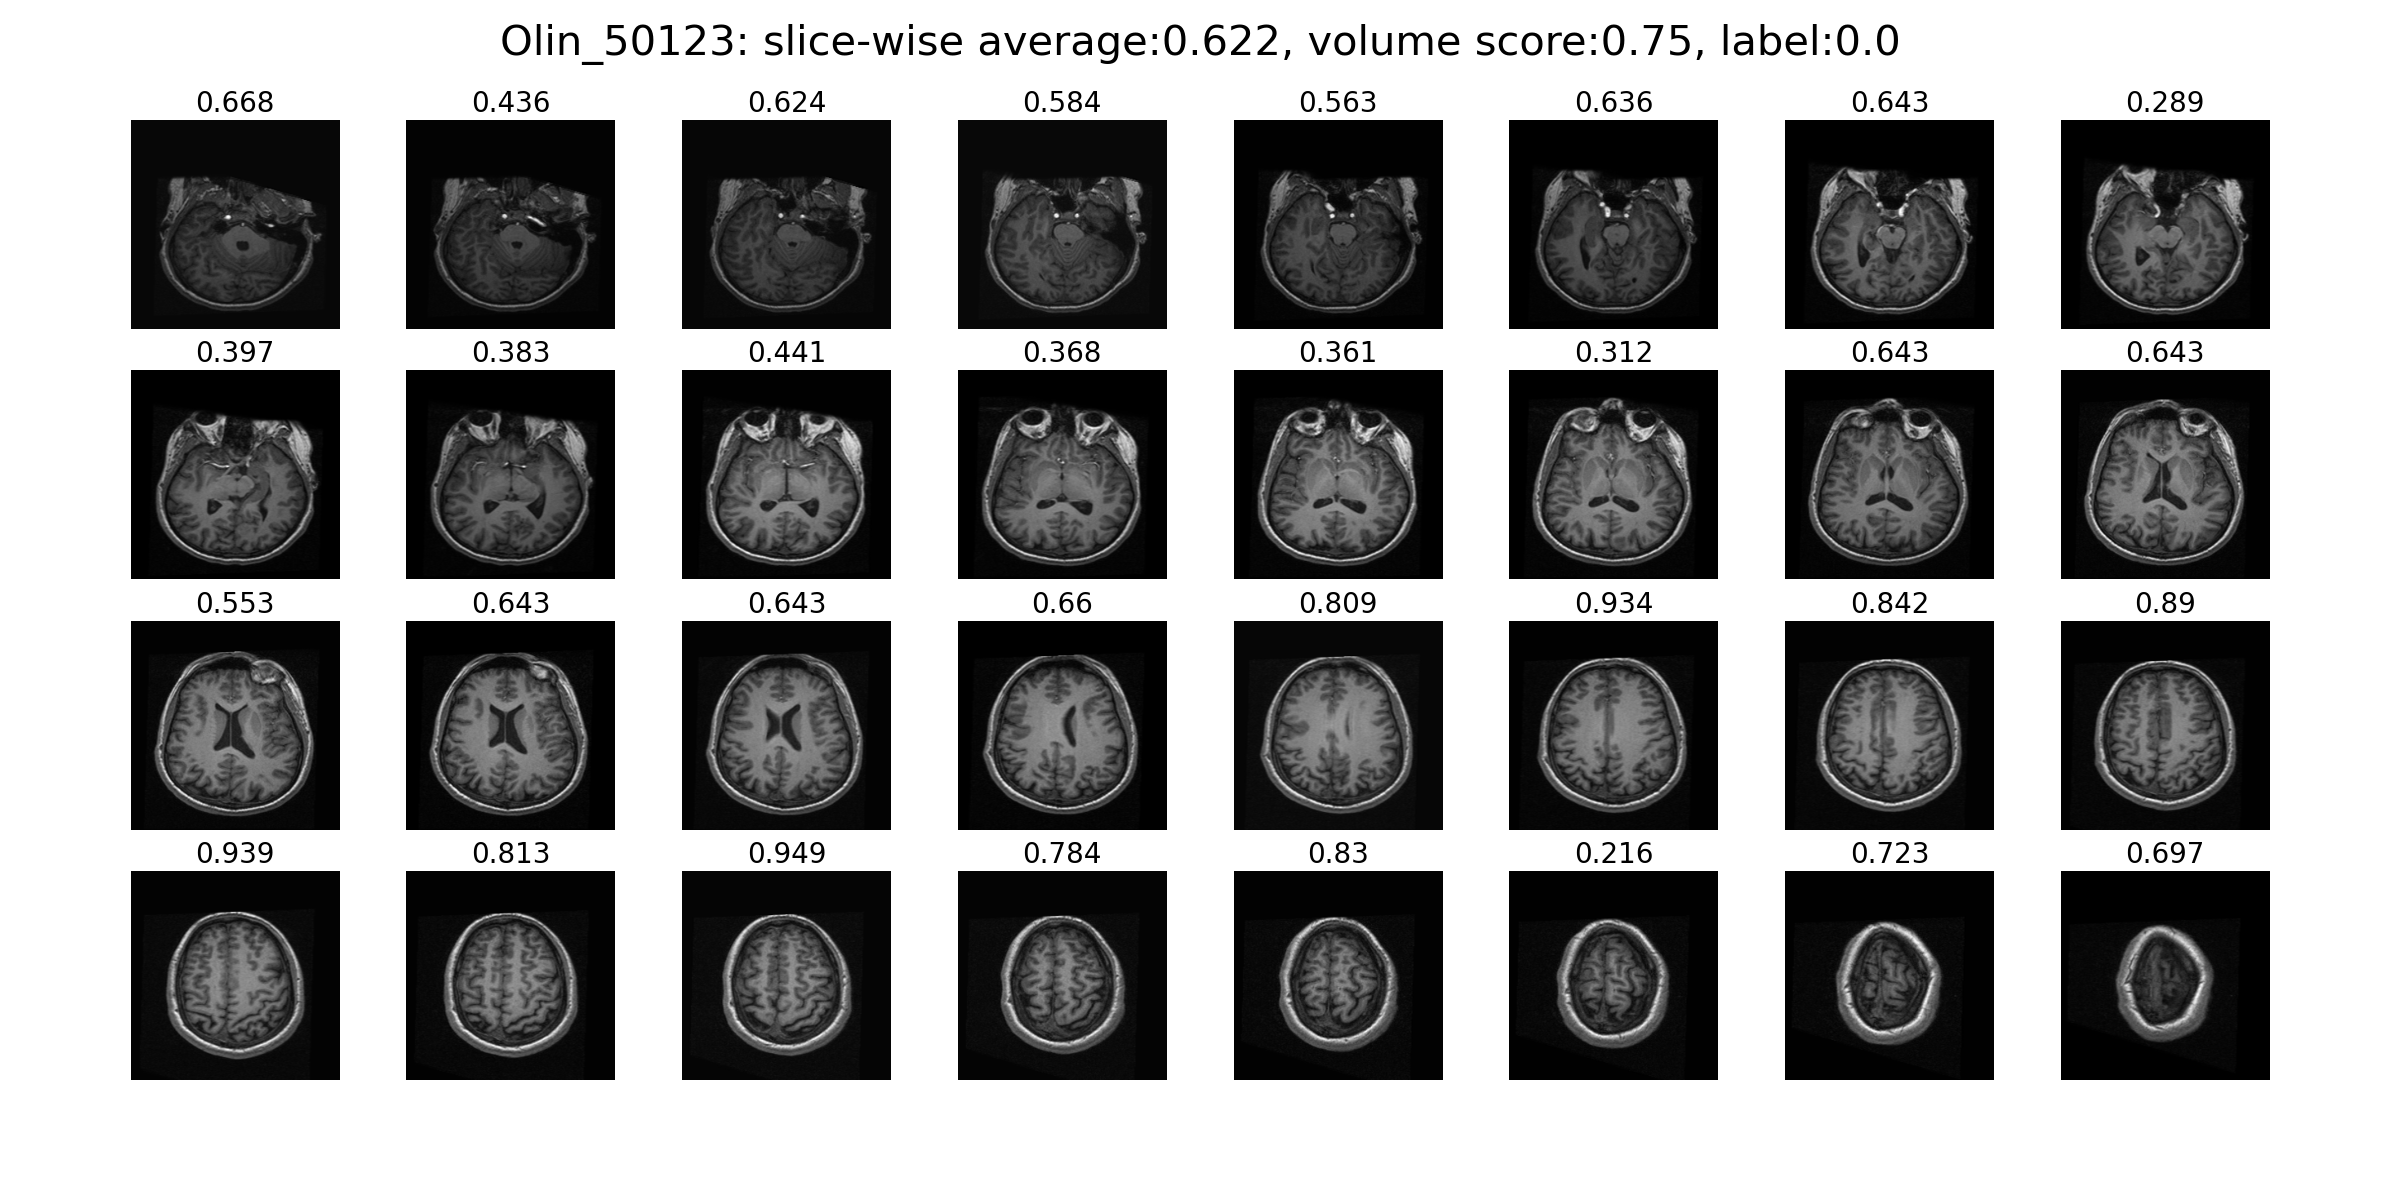 Olin_50123: slice-wise average:0.622, volume score:0.75, label:0.0
0.668 0.436 0.624 0.584 0.563 0.636 0.643 0.289
0.397 0.383 0.441 0.368 0.361 0.312 0.643 0.643
0.553 0.643 0.643 0.66 0.809 0.934 0.842 0.89
0.939 0.813 0.949 0.784 0.83 0.216 0.723 0.697